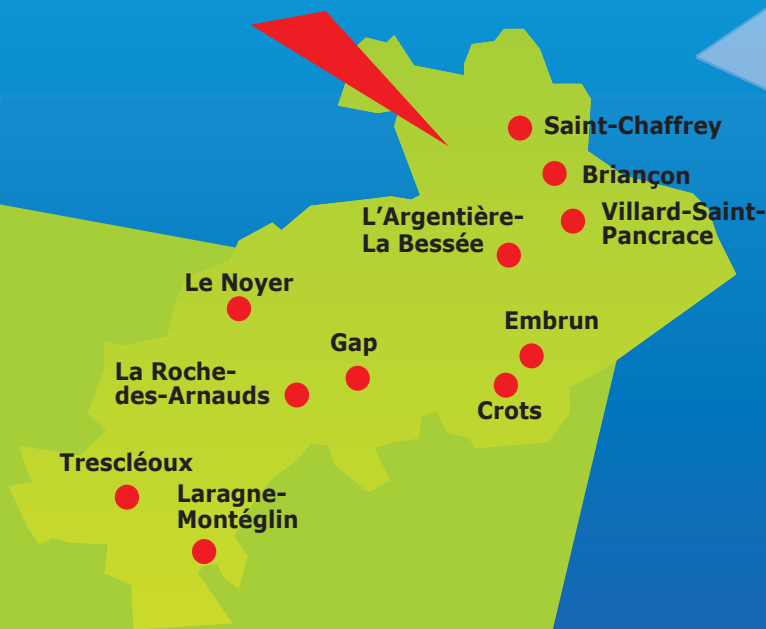 Saint-Chaffrey
Briançon
Villard-Saint-
Pancrace
L’Argentière-
La Bessée
Le Noyer
Embrun
Gap
La Roche-
des-Arnauds
Crots
Trescléoux
Laragne-
Montéglin